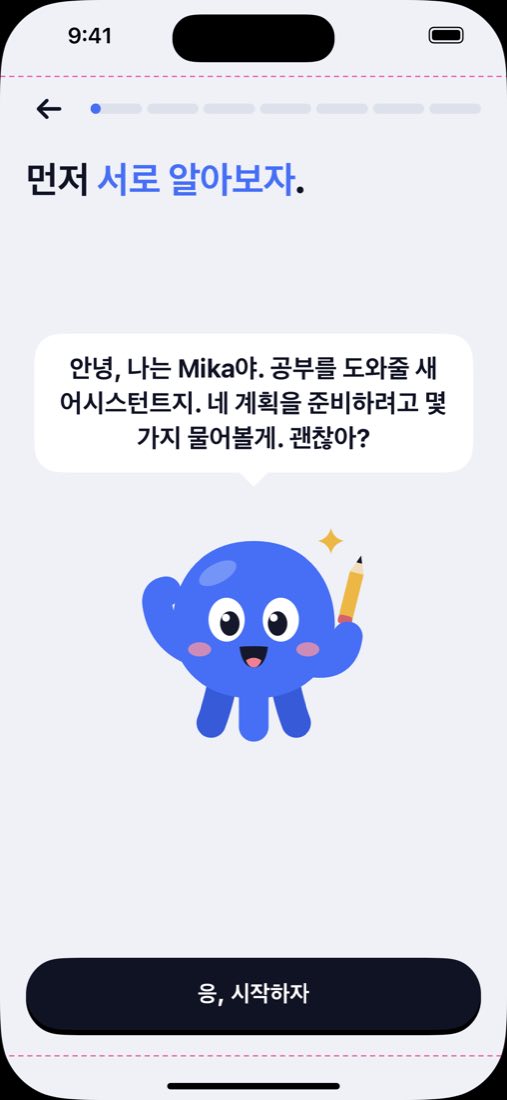 9:41
먼저 서로 알아보자.
안녕, 나는 Mika야. 공부를 도와줄 새
어시스턴트지. 네 계획을 준비하려고 몇
가지 물어볼게. 괜찮아?
응, 시작하자